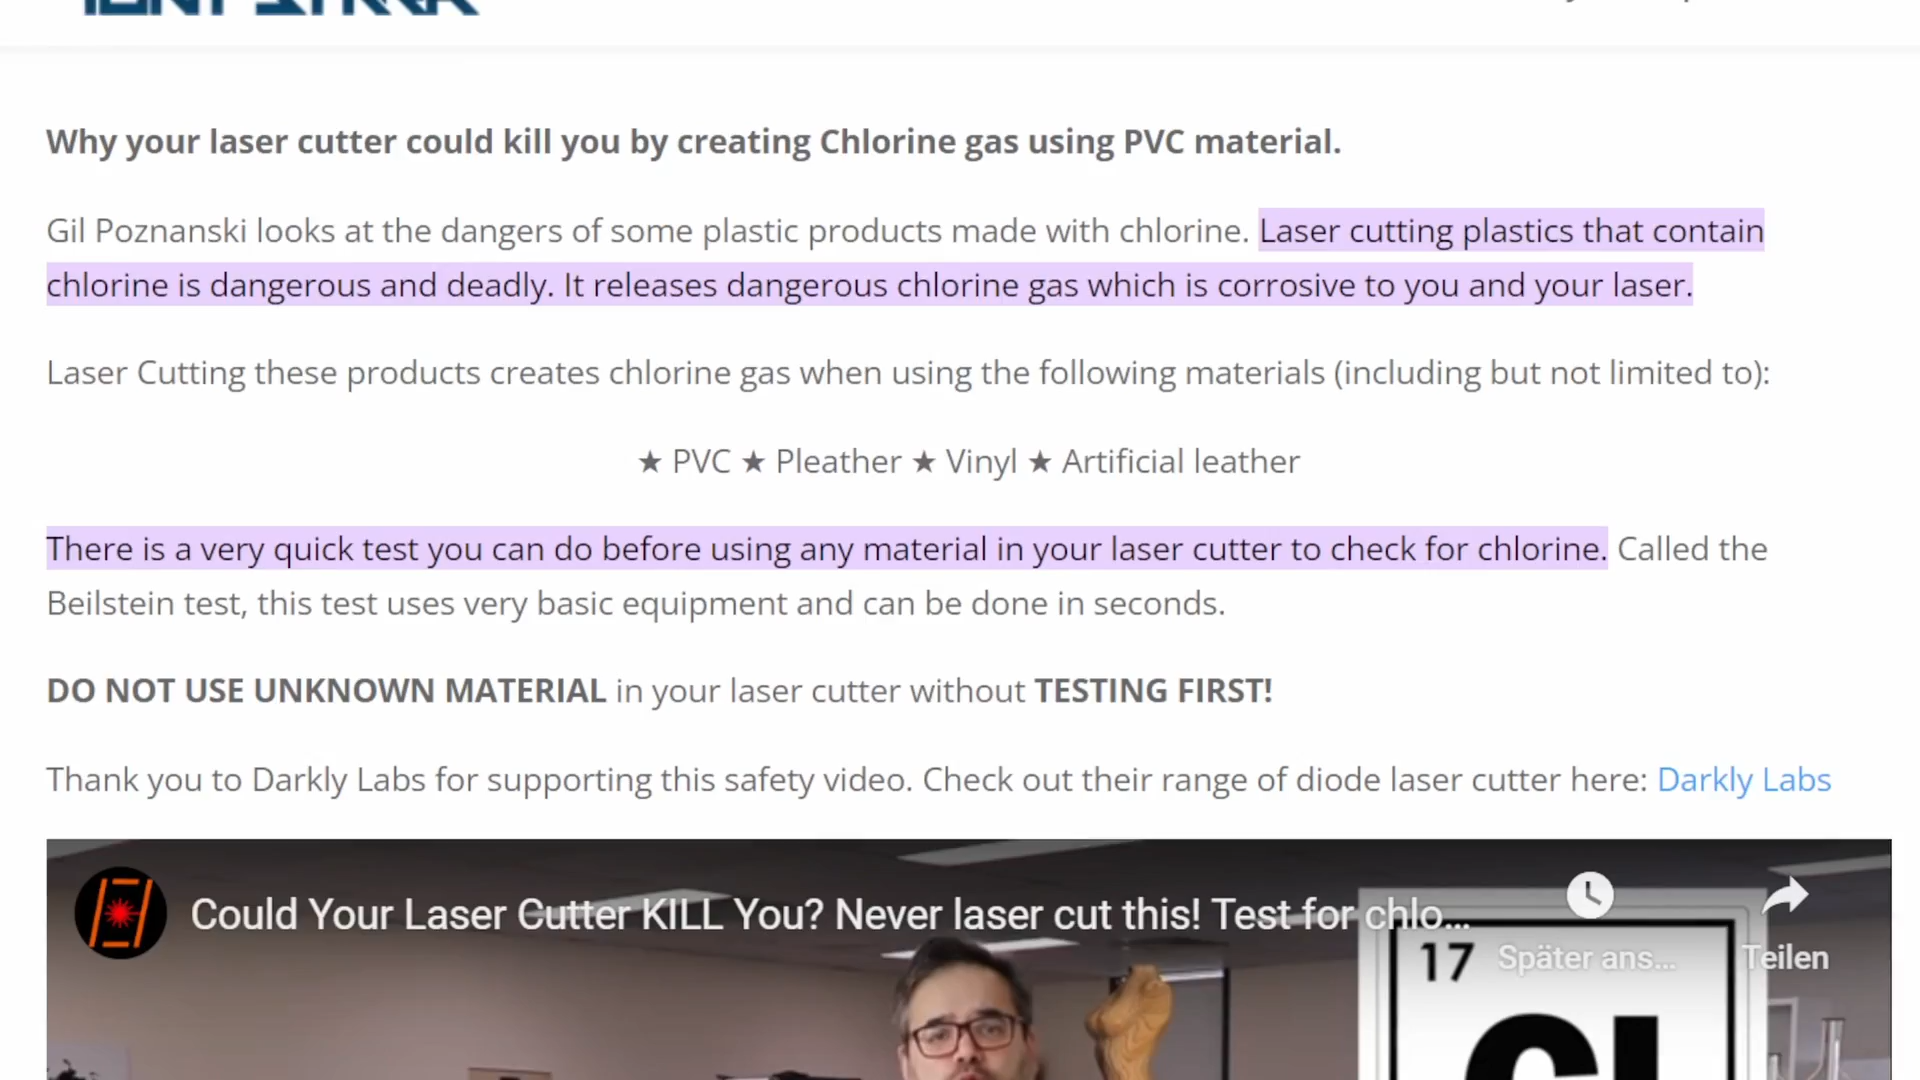 Why your laser cutter could kill you by creating Chlorine gas using PVC material.
Gil Poznanski looks at the dangers of some plastic products made with chlorine. Laser cutting plastics that contain
chlorine is dangerous and deadly. It releases dangerous chlorine gas which is corrosive to you and your laser.
Laser Cutting these products creates chlorine gas when using the following materials (including but not limited to):
★ PVC ★ Pleather ★ Vinyl ★ Artificial leather
There is a very quick test you can do before using any material in your laser cutter to check for chlorine. Called the
Beilstein test, this test uses very basic equipment and can be done in seconds.
DO NOT USE UNKNOWN MATERIAL in your laser cutter without TESTING FIRST!
Thank you to Darkly Labs for supporting this safety video. Check out their range of diode laser cutter here: Darkly Labs
Could Your Laser Cutter KILL You? Never laser cut this! Test for chlo...
17
Später ans...
Teilen
Cl